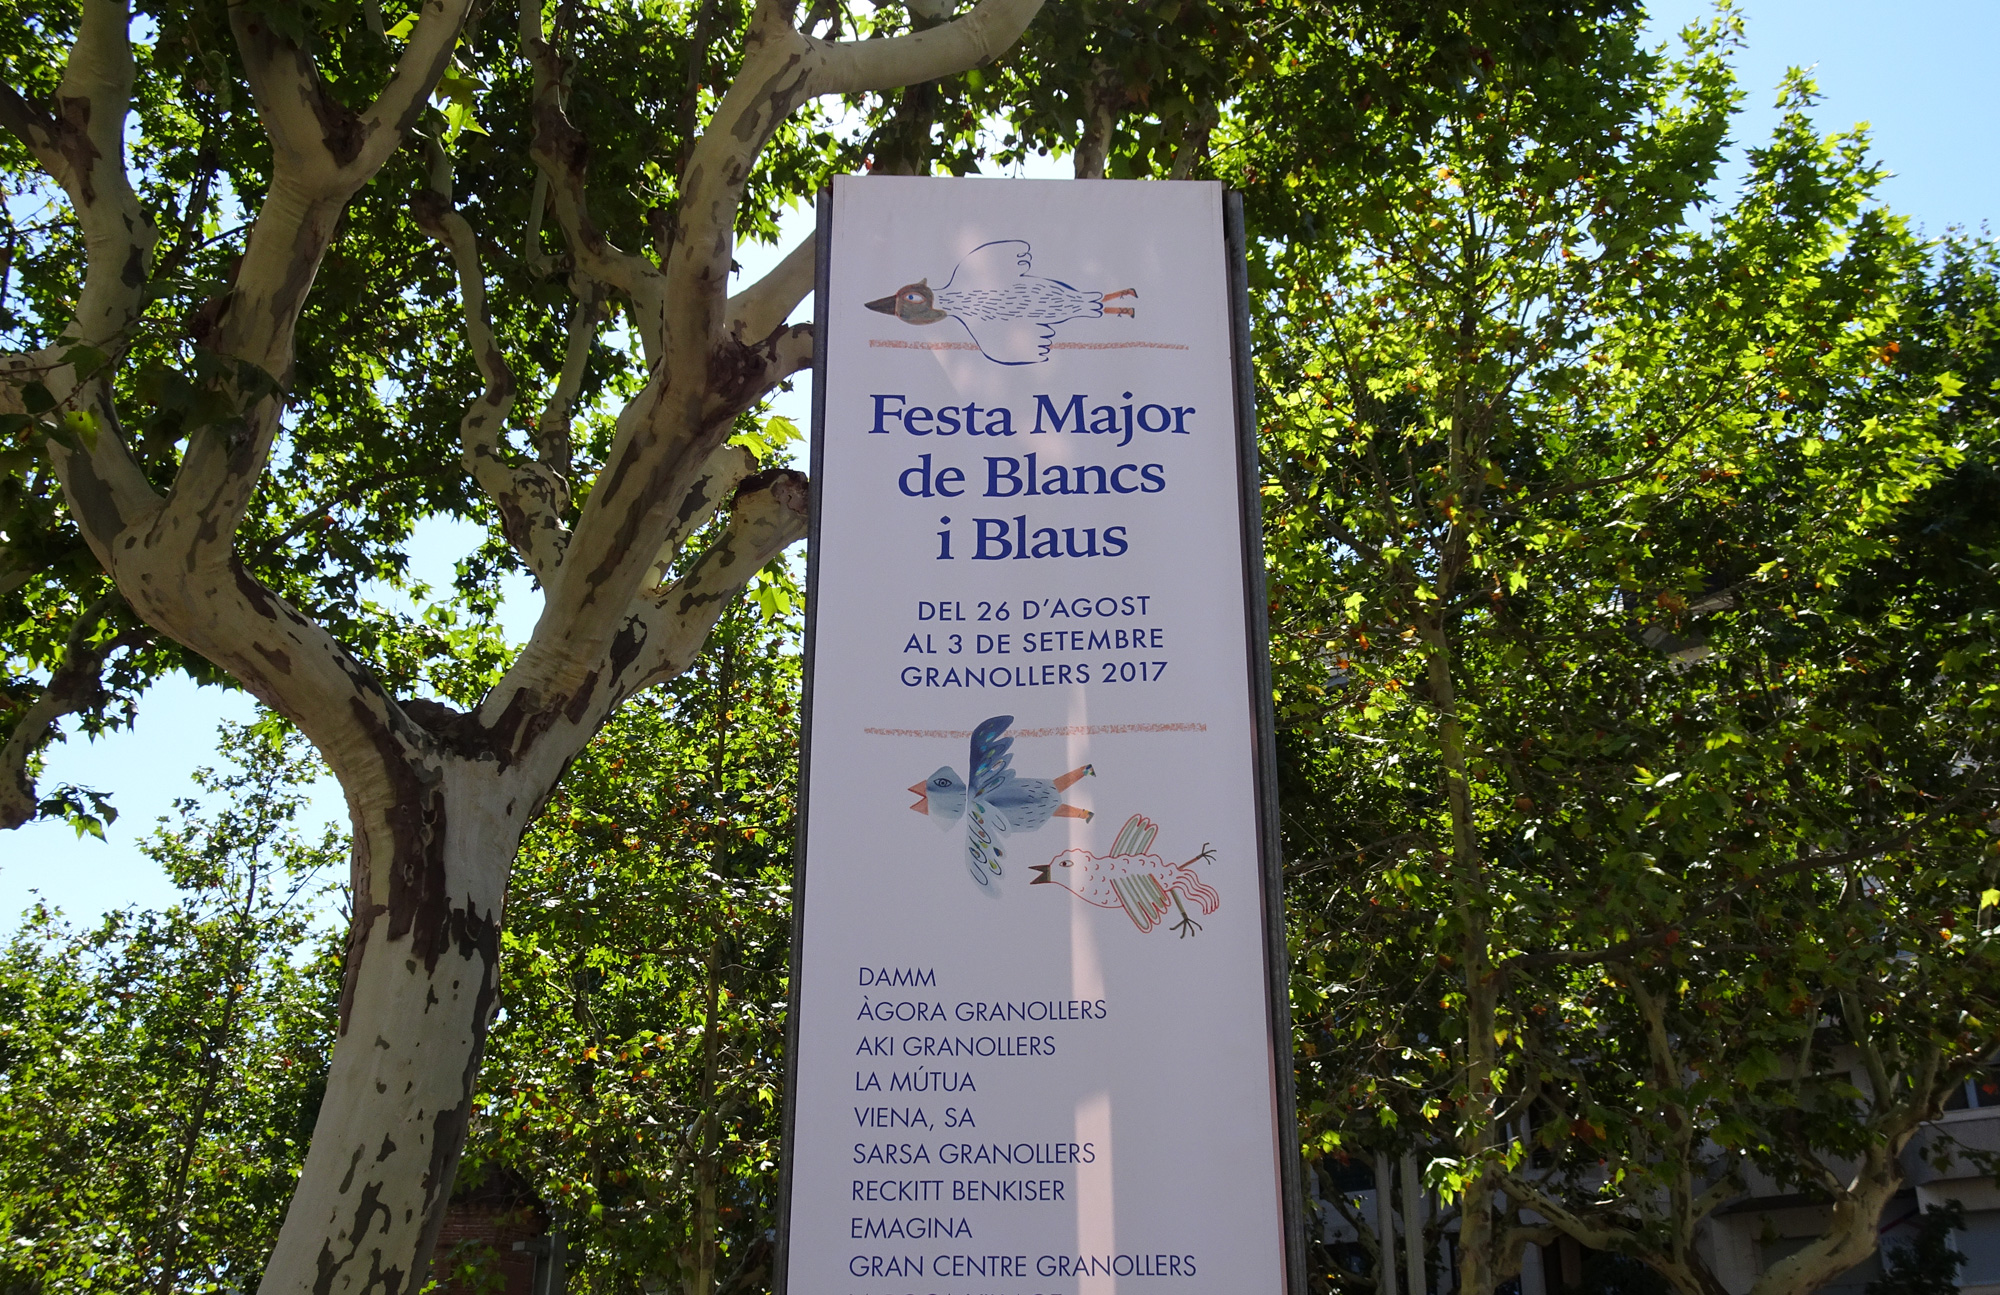 Festa Major
de Blancs
i Blaus
DEL 26 D'AGOST
AL 3 DE SETEMBRE
GRANOLLERS 2017
DAMM
ÀGORA GRANOLLERS
AKI GRANOLLERS
LA MÚTUA
VIENA, SA
SARSA GRANOLLERS
RECKITT BENKISER
EMAGINA
GRAN CENTRE GRANOLLERS